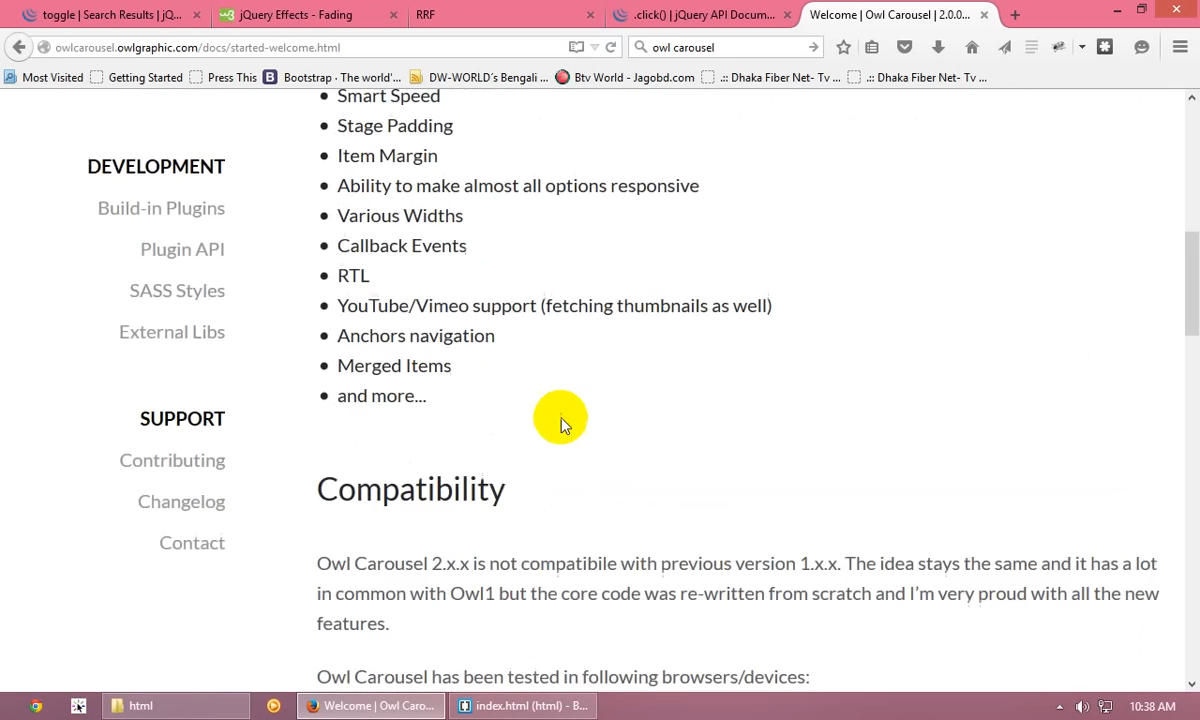 toggle | Search Results | jQ...
jQuery Effects - Fading
RRF
.click() | jQuery API Docum...
Welcome | Owl Carousel | 2.0.0...
owlcarousel.owlgraphic.com/docs/started-welcome.html
owl carousel
Most Visited
Getting Started
Press This
Bootstrap · The world'...
DW-WORLD's Bengali ...
Btv World - Jagobd.com
.:: Dhaka Fiber Net- Tv ...
.:: Dhaka Fiber Net- Tv ...
DEVELOPMENT
Build-in Plugins
Plugin API
SASS Styles
External Libs
SUPPORT
Contributing
Changelog
Contact
• Smart Speed
• Stage Padding
• Item Margin
• Ability to make almost all options responsive
• Various Widths
• Callback Events
• RTL
• YouTube/Vimeo support (fetching thumbnails as well)
• Anchors navigation
• Merged Items
• and more...
Compatibility
Owl Carousel 2.x.x is not compatibile with previous version 1.x.x. The idea stays the same and it has a lot
in common with Owl1 but the core code was re-written from scratch and I'm very proud with all the new
features.
Owl Carousel has been tested in following browsers/devices:
html
Welcome | Owl Caro...
index.html (html) - B...
10:38 AM